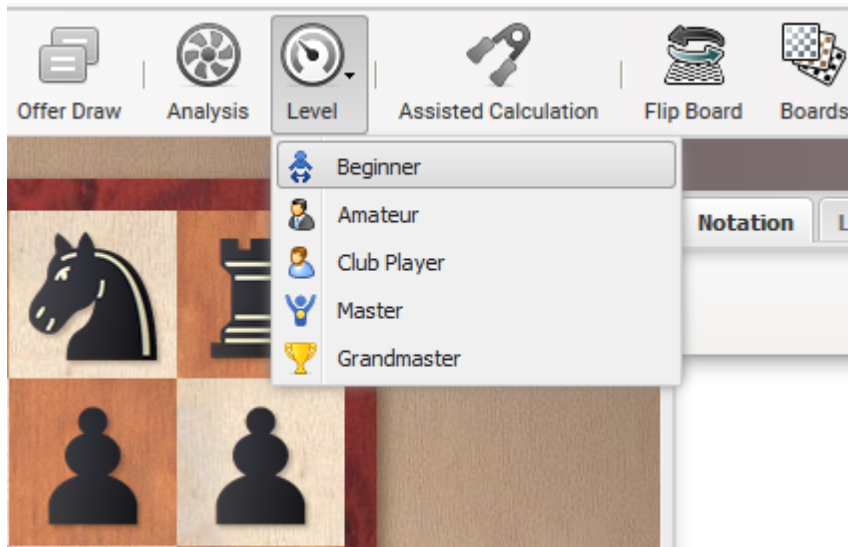 Offer Draw Analysis Level Assisted Calculation Flip Board Boards
Beginner
Amateur
Notation L
Club Player
Master
Grandmaster